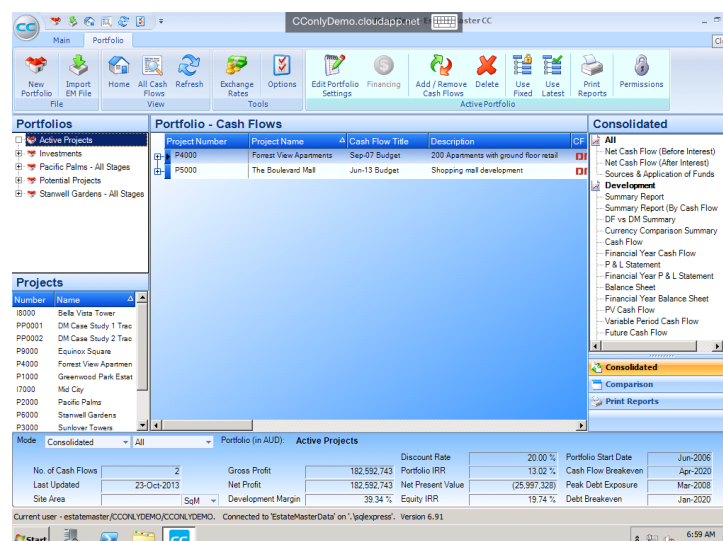 CConlyDemo.cloudapp.net
EstateMaster CC
Main Portfolio
New Portfolio
Import EM File
Home
All Cash Flows
Refresh
Exchange Rates
Options
Edit Portfolio Settings
Financing
Add / Remove Cash Flows
Delete
Use Fixed
Use Latest
Print Reports
Permissions
File View Tools Active Portfolio
Portfolios
Active Projects
Investments
Pacific Palms - All Stages
Potential Projects
Stanwell Gardens - All Stages
Projects
Number Name
I8000 Bella Vista Tower
PP0001 DM Case Study 1 Trac
PP0002 DM Case Study 2 Trac
P9000 Equinox Square
P4000 Forrest View Apartmen
P1000 Greenwood Park Estat
I7000 Mid City
P2000 Pacific Palms
P6000 Stanwell Gardens
P3000 Sunlover Towers
Portfolio - Cash Flows
Project Number Project Name Cash Flow Title Description CF
P4000 Forrest View Apartments Sep-07 Budget 200 Apartments with ground floor retail
P5000 The Boulevard Mall Jun-13 Budget Shopping mall development
Consolidated
All
Net Cash Flow (Before Interest)
Net Cash Flow (After Interest)
Sources & Application of Funds
Development
Summary Report
Summary Report (By Cash Flow
DF vs DM Summary
Currency Comparison Summary
Cash Flow
Financial Year Cash Flow
P & L Statement
Financial Year P & L Statement
Balance Sheet
Financial Year Balance Sheet
PV Cash Flow
Variable Period Cash Flow
Future Cash Flow
Consolidated
Comparison
Print Reports
Mode Consolidated All Portfolio (in AUD): Active Projects
Discount Rate 20.00 % Portfolio Start Date Jun-2006
No. of Cash Flows 2 Gross Profit 182,592,743 Portfolio IRR 13.02 % Cash Flow Breakeven Apr-2020
Last Updated 23-Oct-2013 Net Profit 182,592,743 Net Present Value (25,997,328) Peak Debt Exposure Mar-2008
Site Area SqM Development Margin 39.34 % Equity IRR 19.74 % Debt Breakeven Jan-2020
Current user - estatemaster/CCONLYDEMO/CCONLYDEMO. Connected to 'EstateMasterData' on '.\sqlexpress'. Version 6.91
Start CC 6:59 AM